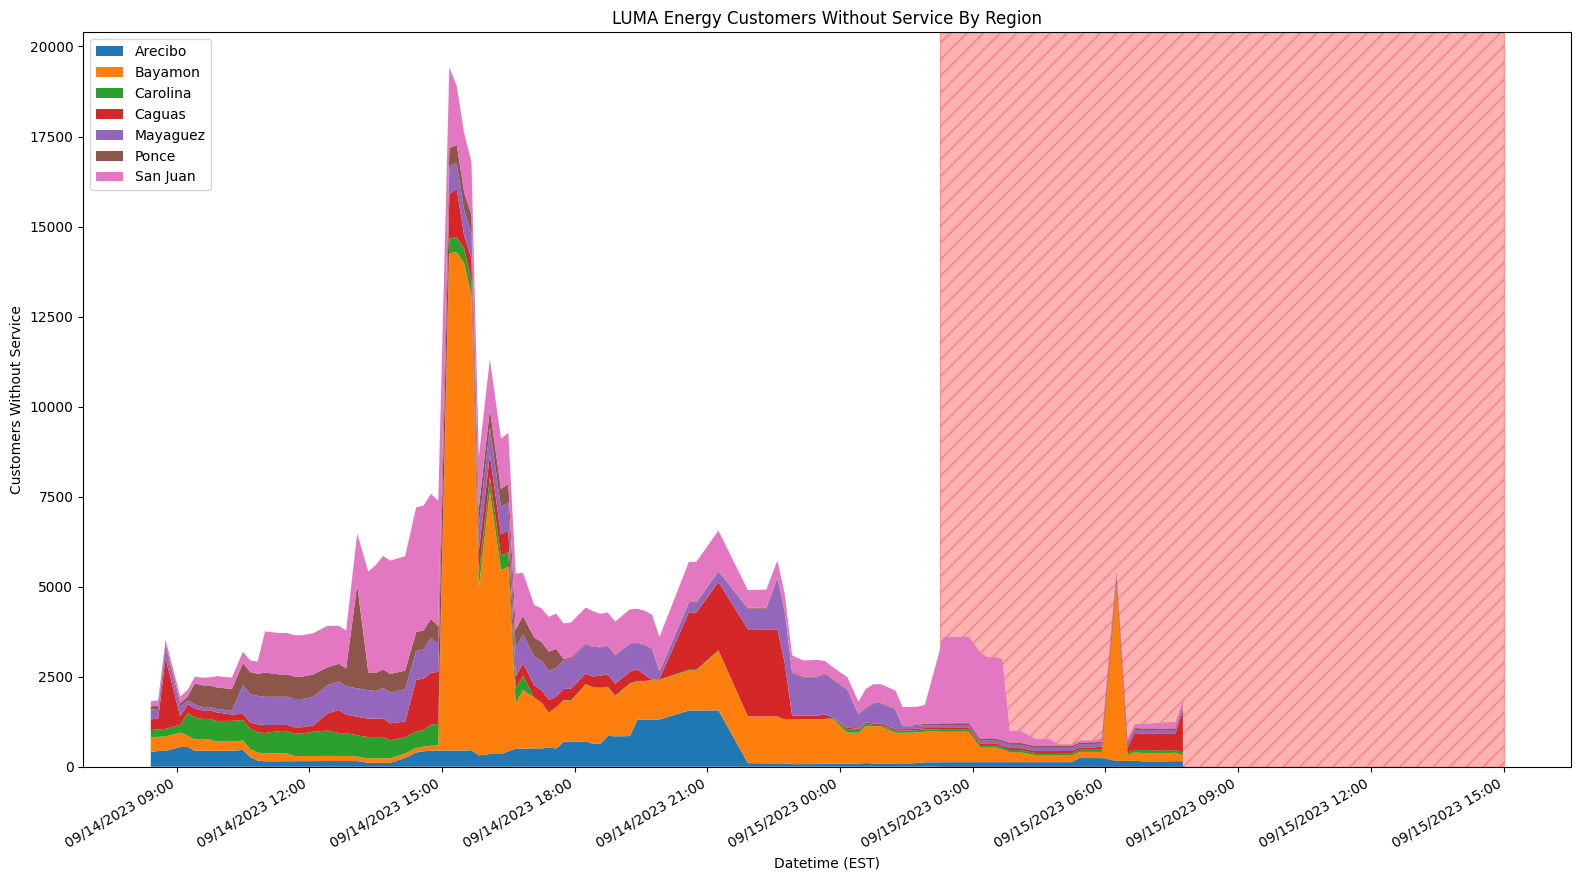 LUMA Energy Customers Without Service By Region
Arecibo
Bayamon
Carolina
Caguas
Mayaguez
Ponce
San Juan
20000
17500
15000
12500
10000
7500
5000
2500
0
Customers Without Service
09/14/2023 09:00
09/14/2023 12:00
09/14/2023 15:00
09/14/2023 18:00
09/14/2023 21:00
09/15/2023 00:00
09/15/2023 03:00
09/15/2023 06:00
09/15/2023 09:00
09/15/2023 12:00
09/15/2023 15:00
Datetime (EST)